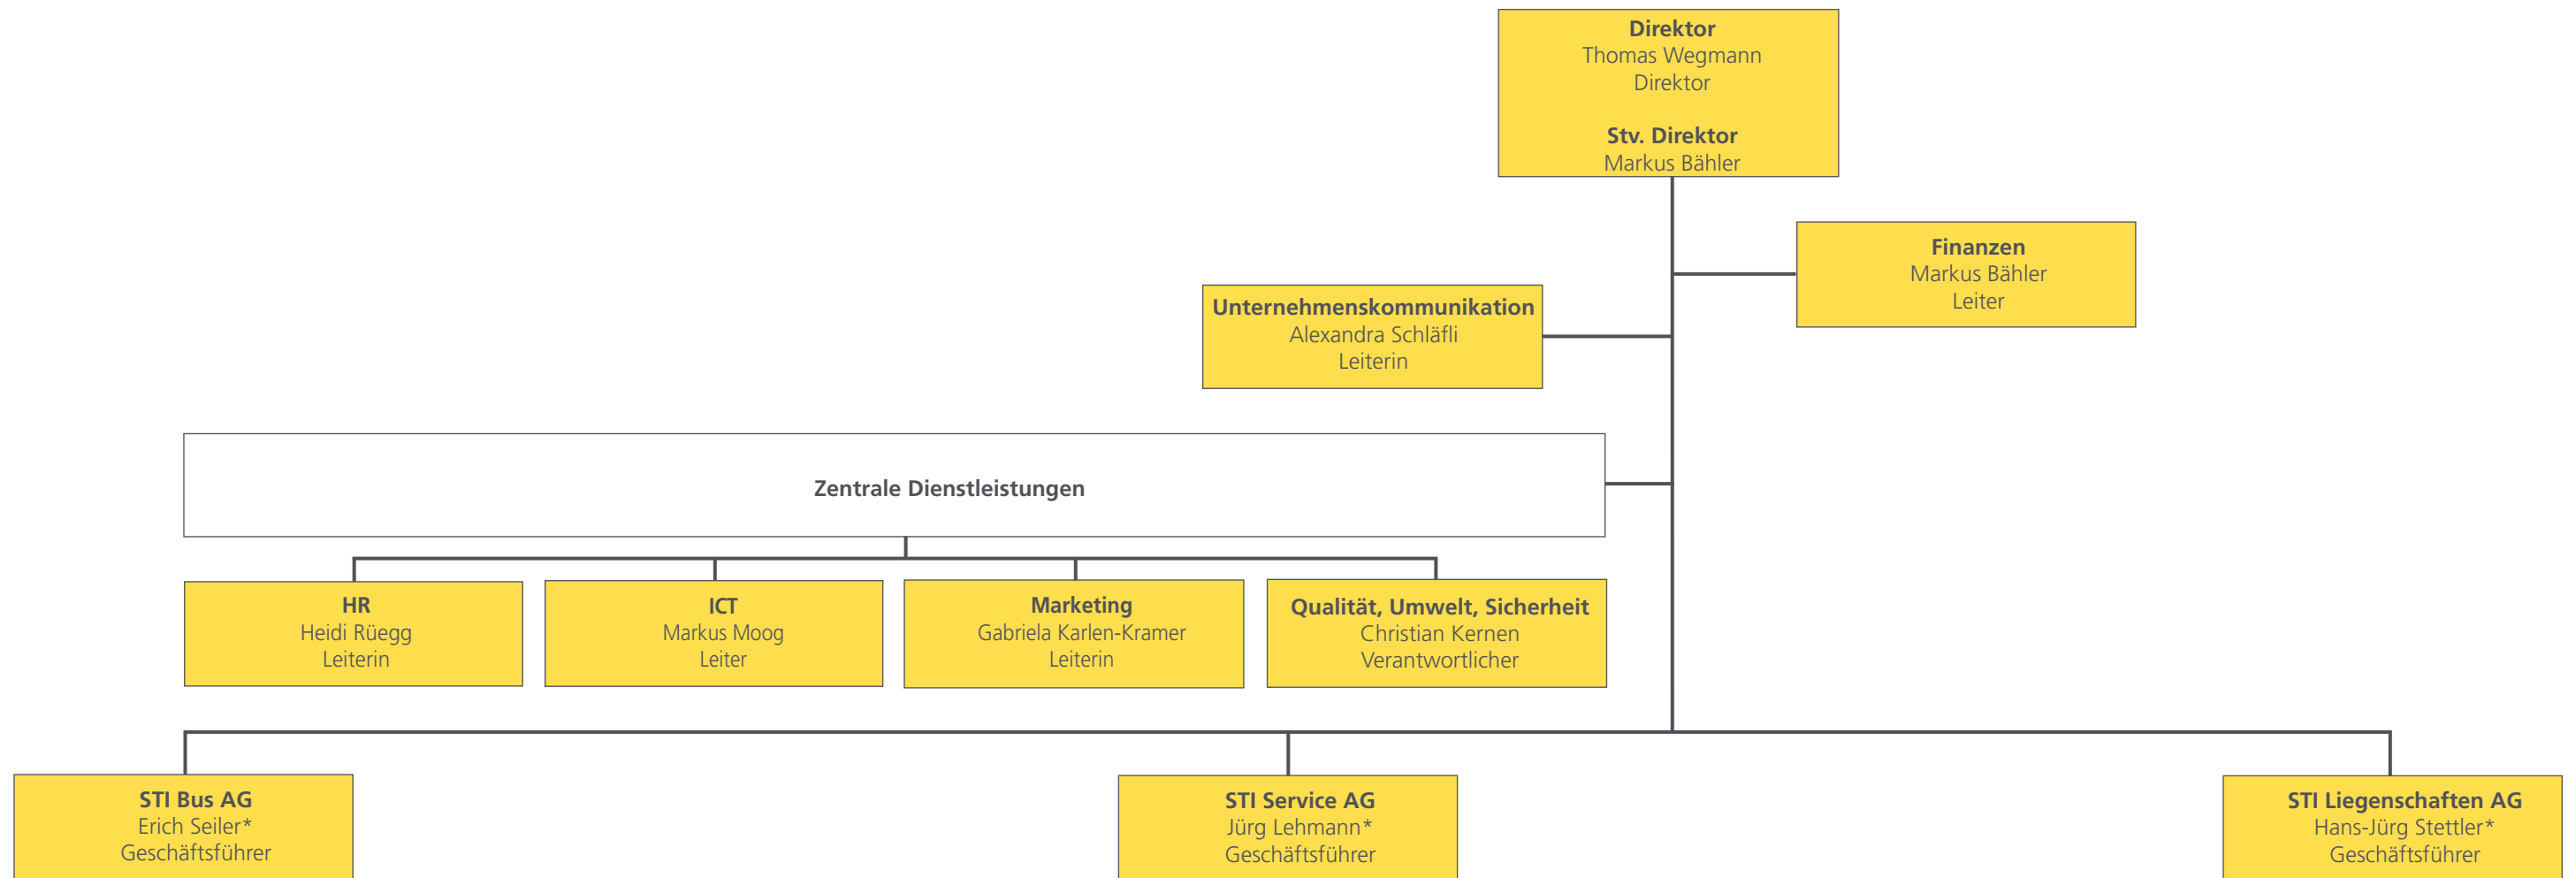 Direktor
Thomas Wegmann
Direktor
Stv. Direktor
Markus Bähler
Finanzen
Markus Bähler
Leiter
Unternehmenskommunikation
Alexandra Schläfli
Leiterin
Zentrale Dienstleistungen
HR
Heidi Rüegg
Leiterin
ICT
Markus Moog
Leiter
Marketing
Gabriela Karlen-Kramer
Leiterin
Qualität, Umwelt, Sicherheit
Christian Kernen
Verantwortlicher
STI Bus AG
Erich Seiler*
Geschäftsführer
STI Service AG
Jürg Lehmann*
Geschäftsführer
STI Liegenschaften AG
Hans-Jürg Stettler*
Geschäftsführer